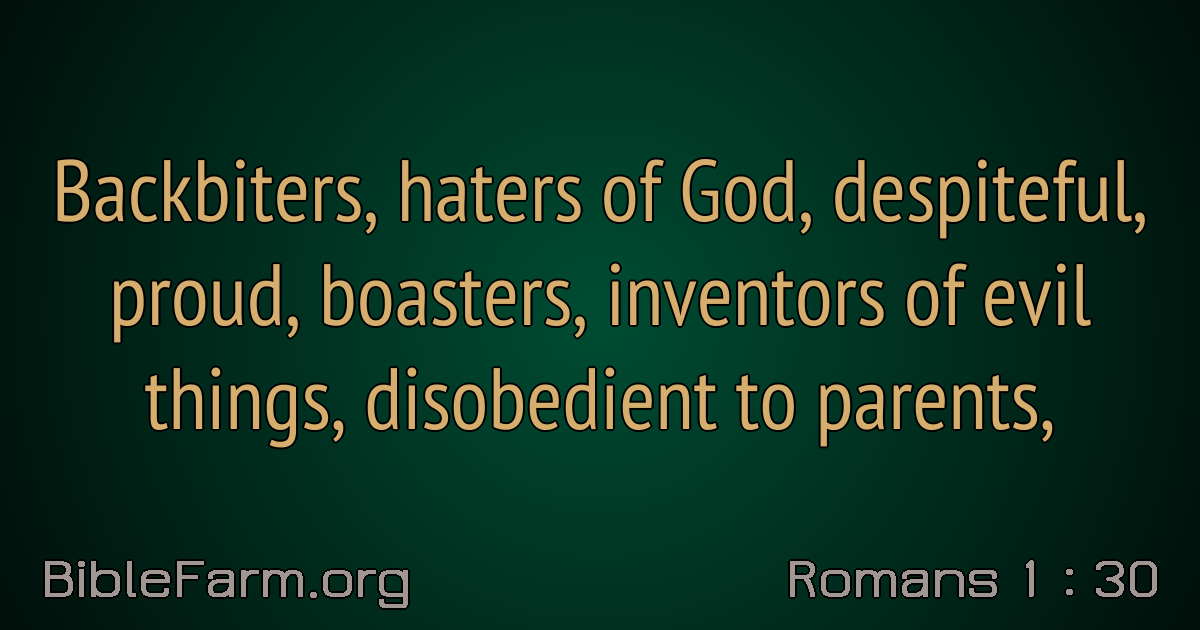 Backbiters, haters of God, despiteful,
proud, boasters, inventors of evil
things, disobedient to parents,
BibleFarm.org
Romans 1 : 30